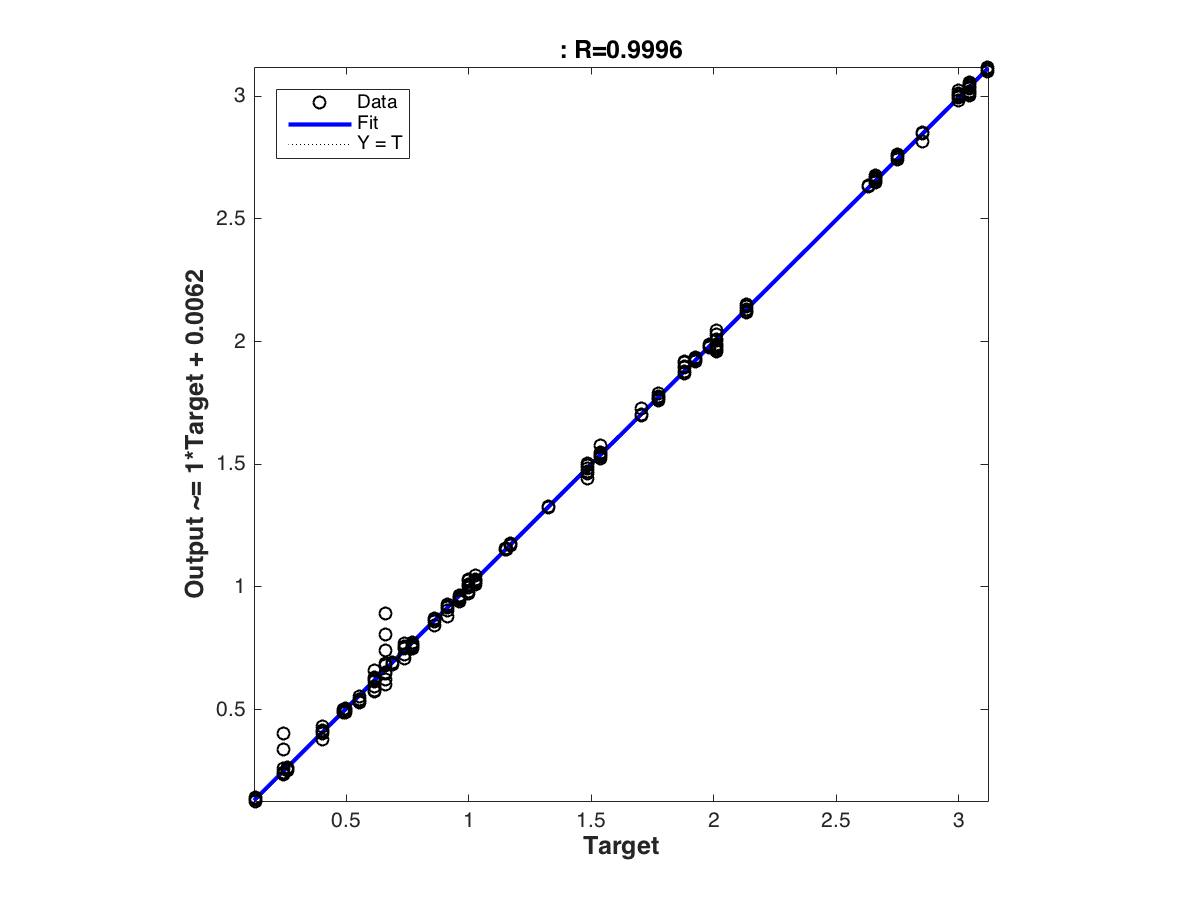 : R=0.9996
Data
Fit
Y = T
3
2.5
2
1.5
1
0.5
Output ~= 1*Target + 0.0062
0.5 1 1.5 2 2.5 3
Target